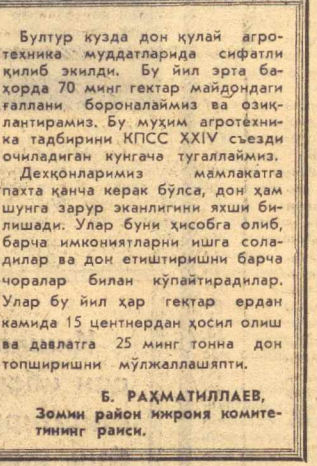 Бултур кузда дон қулай агро-
техника муддатларида сифатли
қилиб экилди. Бу йил эрта ба-
ҳорда 70 минг гектар майдондаги
ғаллани бороналаймиз ва озиқ-
лантирамиз. Бу муҳим агротехни-
ка тадбирини КПСС XXIV съезди
очиладиган кунгача тугаллаймиз.
Деҳқонларимиз мамлакатга
пахта қанча керак бўлса, дон ҳам
шунга зарур эканлигини яхши би-
лишади. Улар буни ҳисобга олиб,
барча имкониятларни ишга сола-
дилар ва дон етиштиришни барча
чоралар билан кўпайтирадилар.
Улар бу йил ҳар гектар ердан
камида 15 центнердан ҳосил олиш
ва давлатга 25 минг тонна дон
топширишни мўлжаллашяпти.
Б. РАҲМАТИЛЛАЕВ,
Зомин район ижроия комите-
тининг раиси.